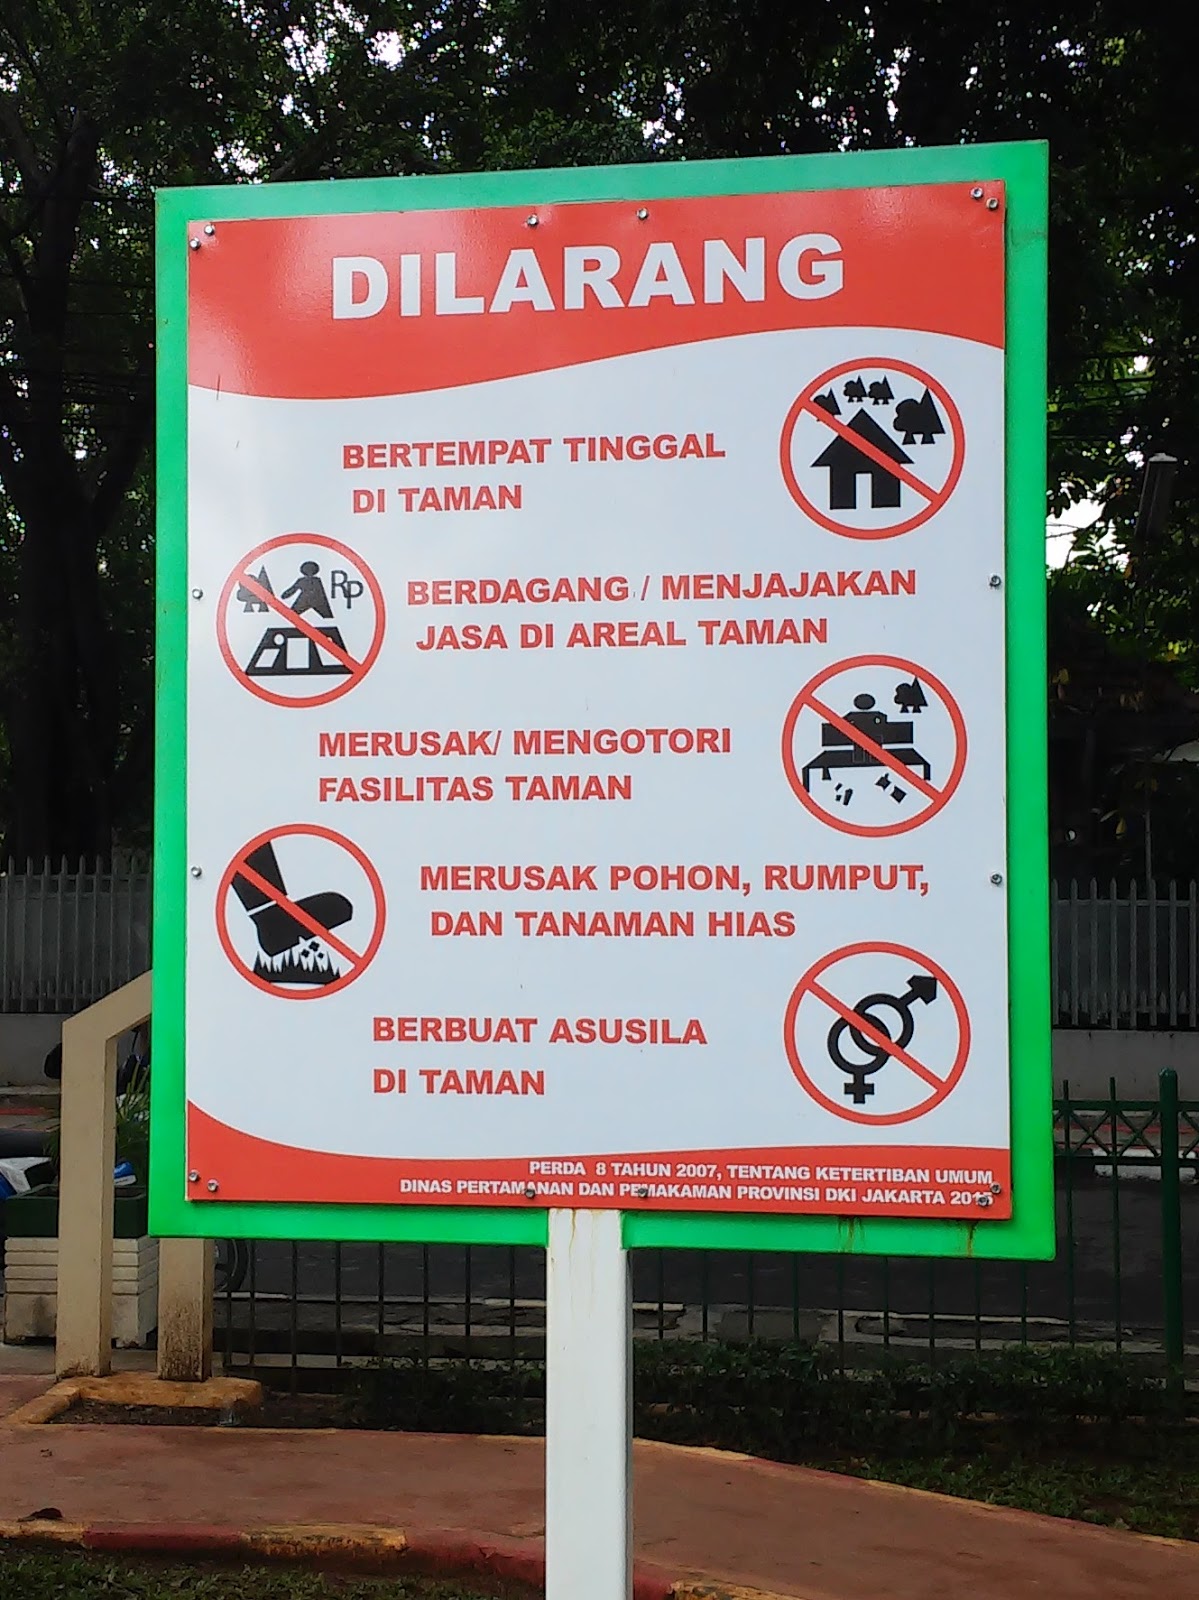 DILARANG
BERTEMPAT TINGGAL
DI TAMAN
Rp
BERDAGANG / MENJAJAKAN
JASA DI AREAL TAMAN
MERUSAK/ MENGOTORI
FASILITAS TAMAN
MERUSAK POHON, RUMPUT,
DAN TANAMAN HIAS
BERBUAT ASUSILA
DI TAMAN
PERDA 8 TAHUN 2007, TENTANG KETERTIBAN UMUM
DINAS PERTAMANAN DAN PEMAKAMAN PROVINSI DKI JAKARTA 2015